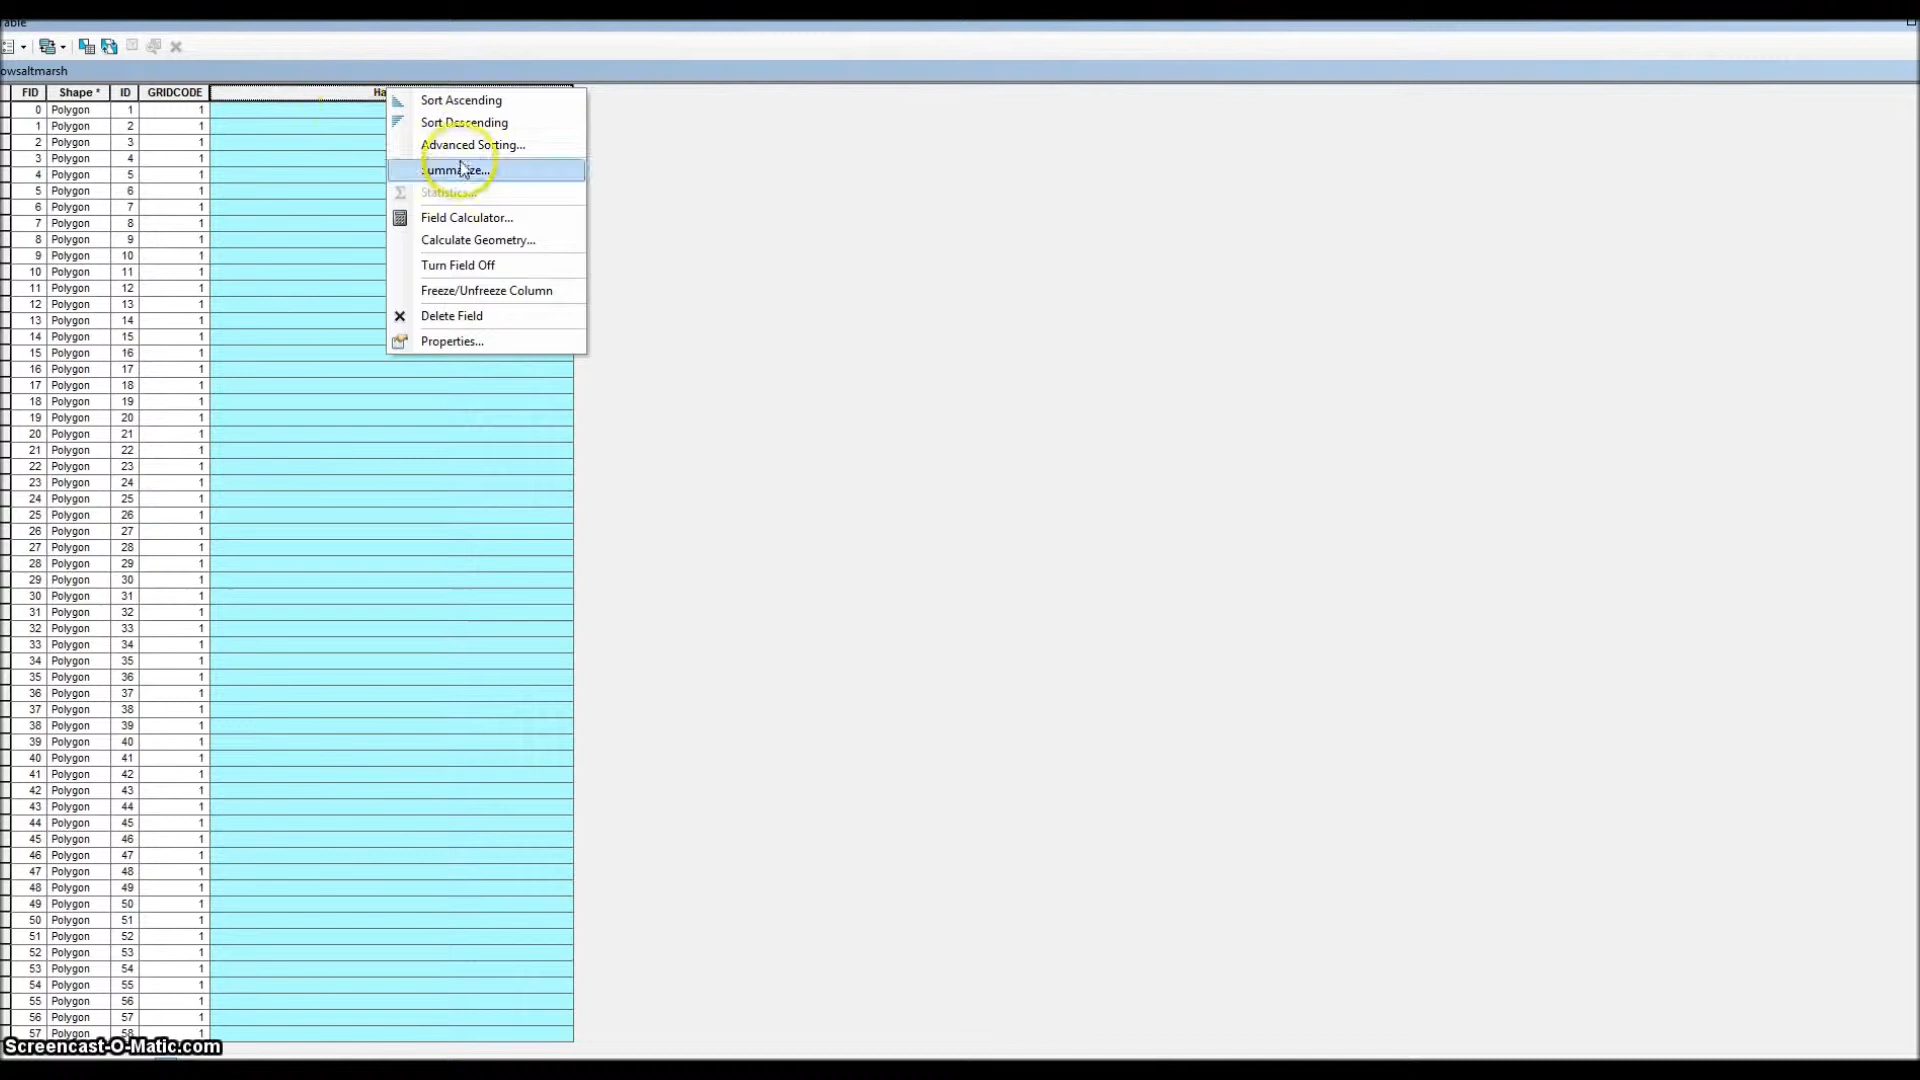 able
owsaltmarsh
FID Shape * ID GRIDCODE Ha
0 Polygon 1 1
1 Polygon 2 1
2 Polygon 3 1
3 Polygon 4 1
4 Polygon 5 1
5 Polygon 6 1
6 Polygon 7 1
7 Polygon 8 1
8 Polygon 9 1
9 Polygon 10 1
10 Polygon 11 1
11 Polygon 12 1
12 Polygon 13 1
13 Polygon 14 1
14 Polygon 15 1
15 Polygon 16 1
16 Polygon 17 1
17 Polygon 18 1
18 Polygon 19 1
19 Polygon 20 1
20 Polygon 21 1
21 Polygon 22 1
22 Polygon 23 1
23 Polygon 24 1
24 Polygon 25 1
25 Polygon 26 1
26 Polygon 27 1
27 Polygon 28 1
28 Polygon 29 1
29 Polygon 30 1
30 Polygon 31 1
31 Polygon 32 1
32 Polygon 33 1
33 Polygon 34 1
34 Polygon 35 1
35 Polygon 36 1
36 Polygon 37 1
37 Polygon 38 1
38 Polygon 39 1
39 Polygon 40 1
40 Polygon 41 1
41 Polygon 42 1
42 Polygon 43 1
43 Polygon 44 1
44 Polygon 45 1
45 Polygon 46 1
46 Polygon 47 1
47 Polygon 48 1
48 Polygon 49 1
49 Polygon 50 1
50 Polygon 51 1
51 Polygon 52 1
52 Polygon 53 1
53 Polygon 54 1
54 Polygon 55 1
55 Polygon 56 1
56 Polygon 57 1
57 Polygon 58 1
Sort Ascending
Sort Descending
Advanced Sorting...
Summarize...
Statistics...
Field Calculator...
Calculate Geometry...
Turn Field Off
Freeze/Unfreeze Column
Delete Field
Properties...
Screencast-O-Matic.com